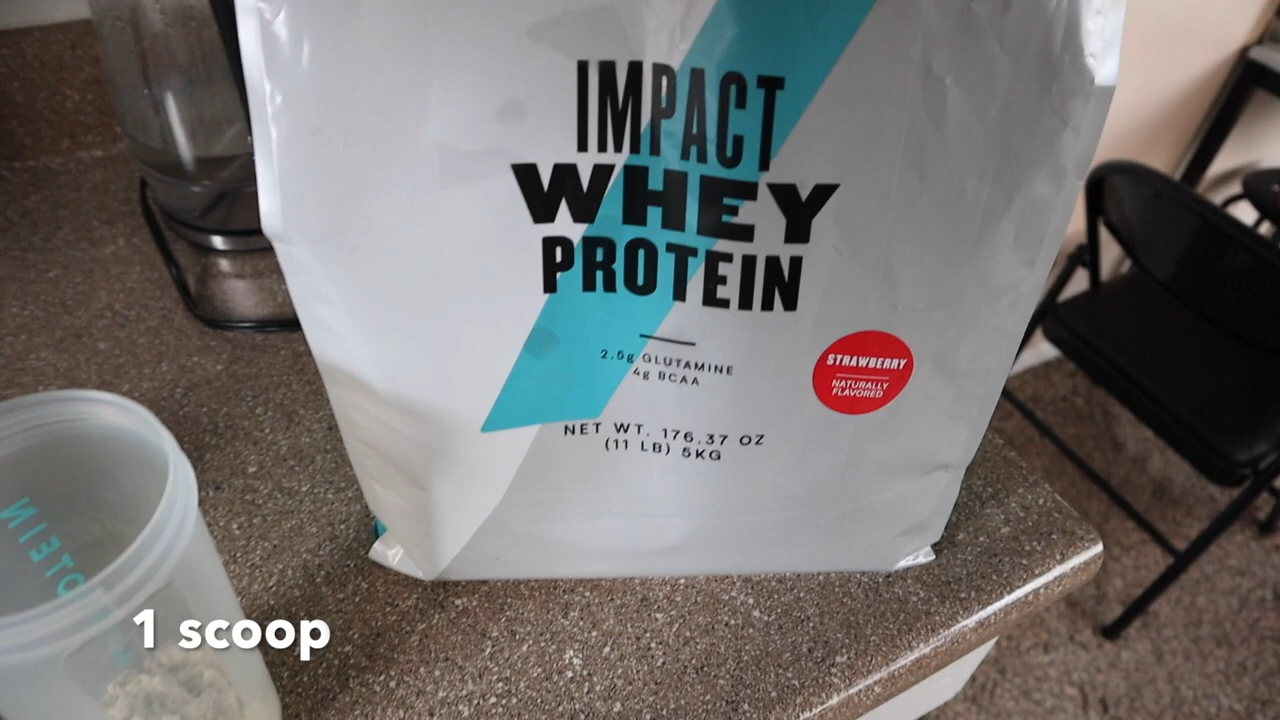 IMPACT
WHEY
PROTEIN
2.5g GLUTAMINE
4g BCAA
STRAWBERRY
NATURALLY
FLAVORED
NET WT. 176.37 OZ
(11 LB) 5KG
1 scoop